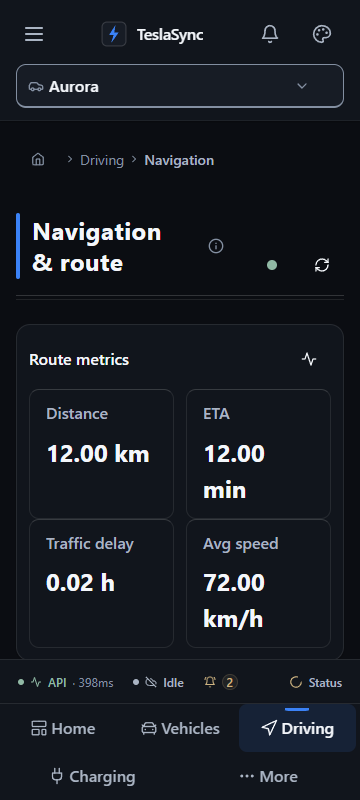 TeslaSync
Aurora
Driving Navigation
Navigation
& route
Route metrics
Distance
ETA
12.00 km
12.00
min
Traffic delay
Avg speed
0.02 h
72.00
km/h
API · 398ms Idle 2 Status
Home Vehicles Driving
Charging More